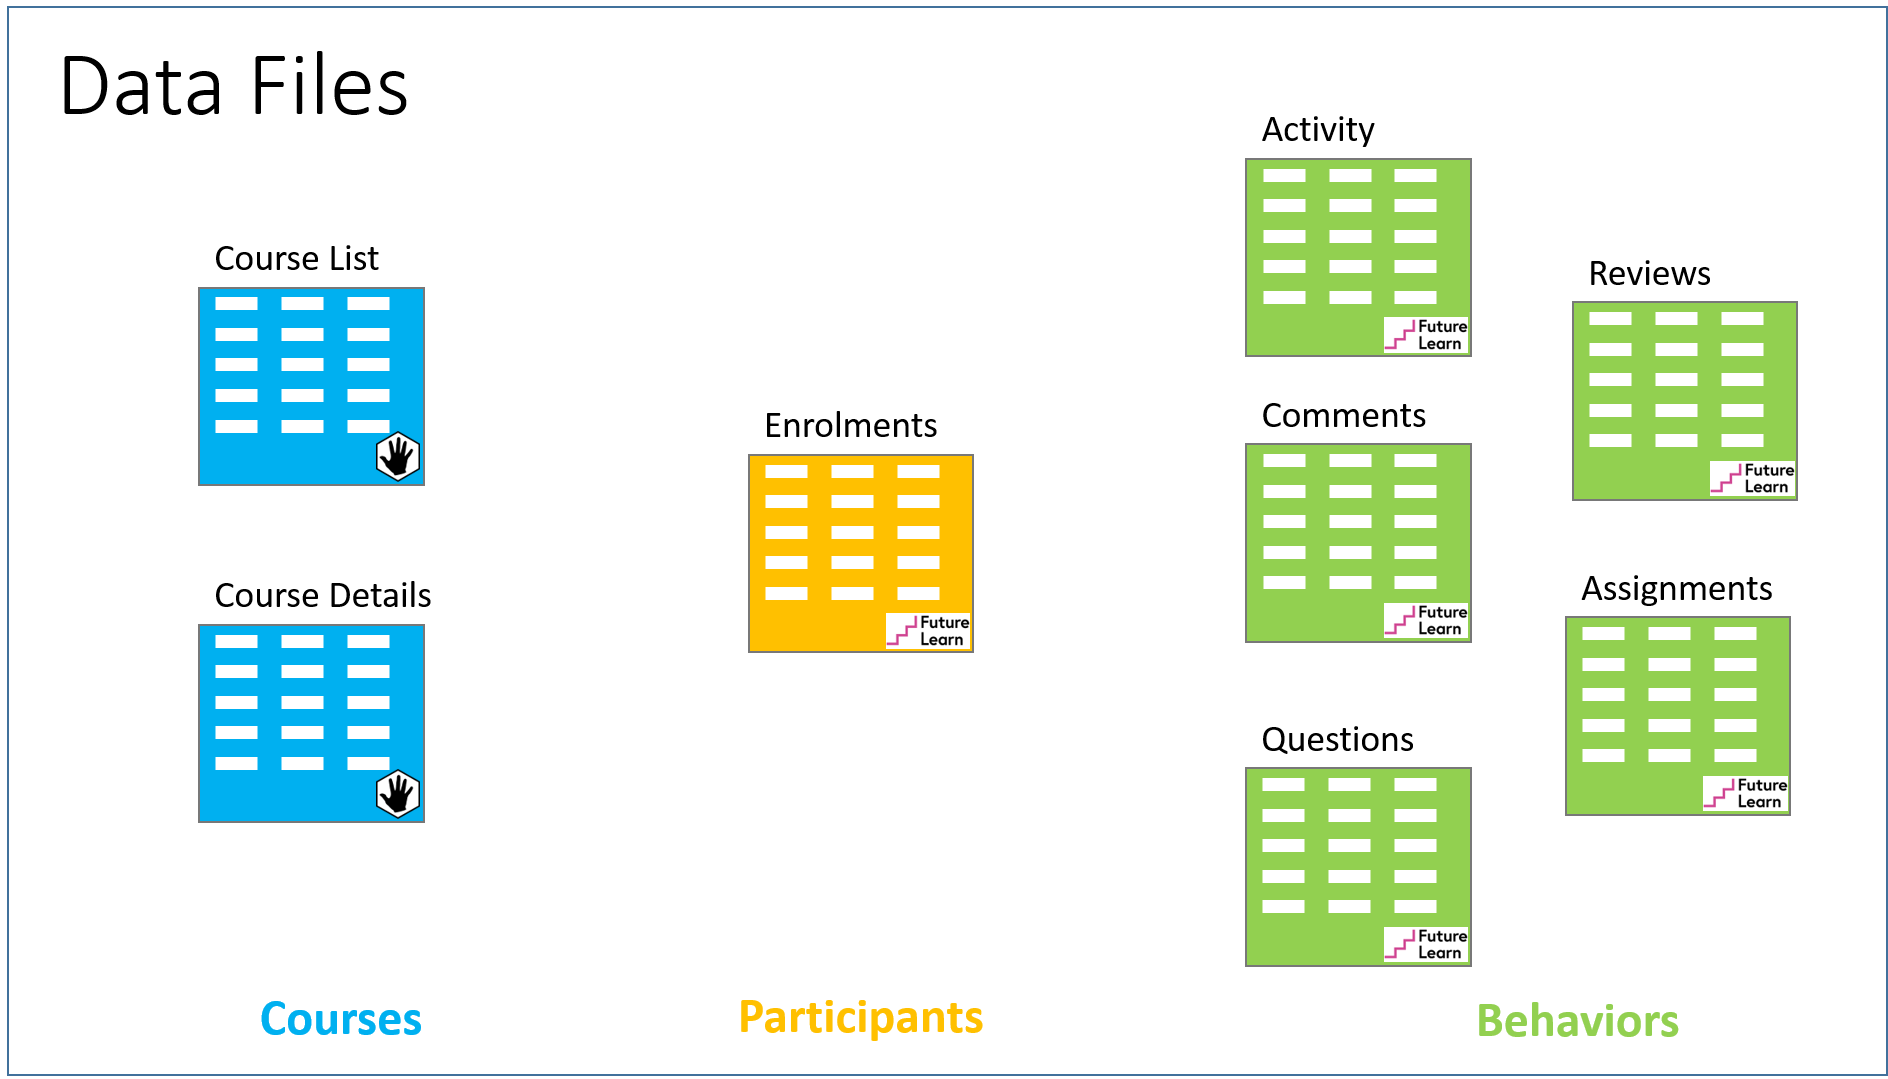 Data Files
Course List
Course Details
Courses
Enrolments
Future
Learn
Participants
Activity
Future
Learn
Comments
Future
Learn
Questions
Future
Learn
Reviews
Future
Learn
Assignments
Future
Learn
Behaviors